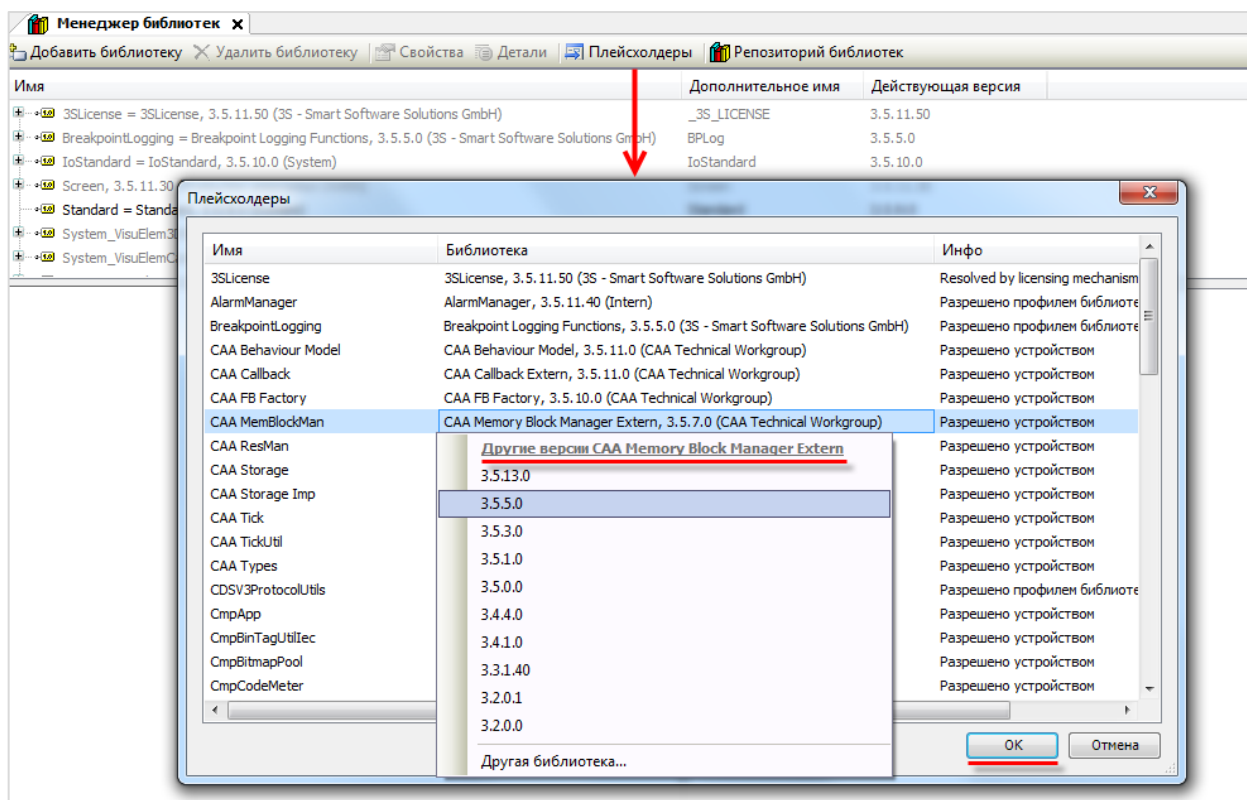 Менеджер библиотек x
Добавить библиотеку Удалить библиотеку Свойства Детали Плейсхолдеры Репозиторий библиотек
Имя Дополнительное имя Действующая версия
3SLicense = 3SLicense, 3.5.11.50 (3S - Smart Software Solutions GmbH) _3S_LICENSE 3.5.11.50
BreakpointLogging = Breakpoint Logging Functions, 3.5.5.0 (3S - Smart Software Solutions GmbH) BPLog 3.5.5.0
IoStandard = IoStandard, 3.5.10.0 (System) IoStandard 3.5.10.0
Screen, 3.5.11.30
Standard = Standa
System_VisuElem3D
System_VisuElemC
Плейсхолдеры
Имя Библиотека Инфо
3SLicense 3SLicense, 3.5.11.50 (3S - Smart Software Solutions GmbH) Resolved by licensing mechanism
AlarmManager AlarmManager, 3.5.11.40 (Intern) Разрешено профилем библиоте
BreakpointLogging Breakpoint Logging Functions, 3.5.5.0 (3S - Smart Software Solutions GmbH) Разрешено профилем библиоте
CAA Behaviour Model CAA Behaviour Model, 3.5.11.0 (CAA Technical Workgroup) Разрешено устройством
CAA Callback CAA Callback Extern, 3.5.11.0 (CAA Technical Workgroup) Разрешено устройством
CAA FB Factory CAA FB Factory, 3.5.10.0 (CAA Technical Workgroup) Разрешено устройством
CAA MemBlockMan CAA Memory Block Manager Extern, 3.5.7.0 (CAA Technical Workgroup) Разрешено устройством
CAA ResMan Другие версии CAA Memory Block Manager Extern Разрешено устройством
CAA Storage 3.5.13.0 Разрешено устройством
CAA Storage Imp 3.5.5.0 Разрешено устройством
CAA Tick 3.5.3.0 Разрешено устройством
CAA TickUtil Разрешено устройством
CAA Types 3.5.1.0 Разрешено устройством
CDSV3ProtocolUtils 3.5.0.0 Разрешено профилем библиоте
CmpApp 3.4.4.0 Разрешено устройством
CmpBinTagUtilIec 3.4.1.0 Разрешено устройством
CmpBitmapPool 3.3.1.40 Разрешено устройством
CmpCodeMeter 3.2.0.1 Разрешено устройством
3.2.0.0
Другая библиотека...
OK Отмена